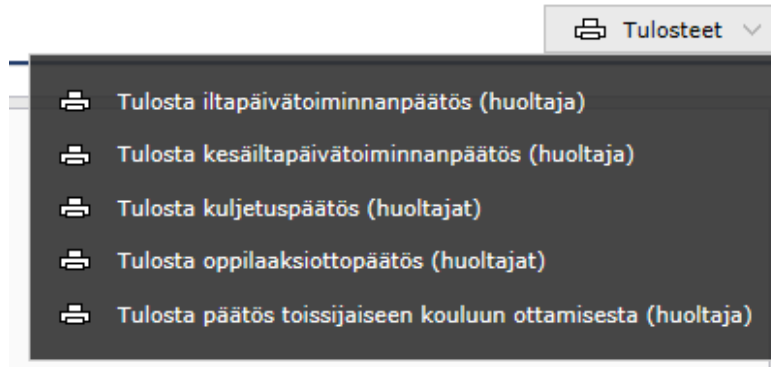 Tulosteet
Tulosta iltapäivätoiminnanpäätös (huoltaja)
Tulosta kesäiltapäivätoiminnanpäätös (huoltaja)
Tulosta kuljetuspäätös (huoltajat)
Tulosta oppilaaksiottopäätös (huoltajat)
Tulosta päätös toissijaiseen kouluun ottamisesta (huoltaja)